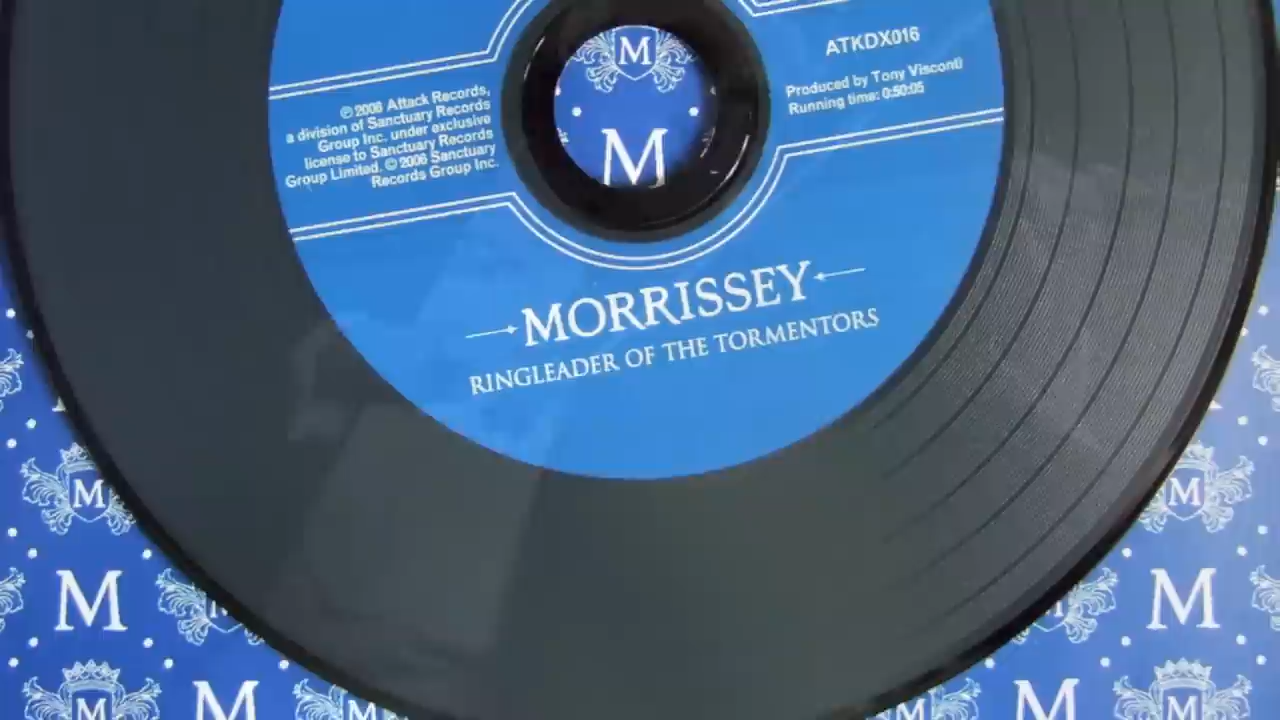 M
M
℗ 2006 Attack Records,
a division of Sanctuary Records
Group Inc. under exclusive
license to Sanctuary Records
Group Limited. © 2006 Sanctuary
Records Group Inc.
ATKDX016
Produced by Tony Visconti
Running time: 0:50:05
MORRISSEY
RINGLEADER OF THE TORMENTORS
M
M
M
M
M
M
M
M
M
M
M
M